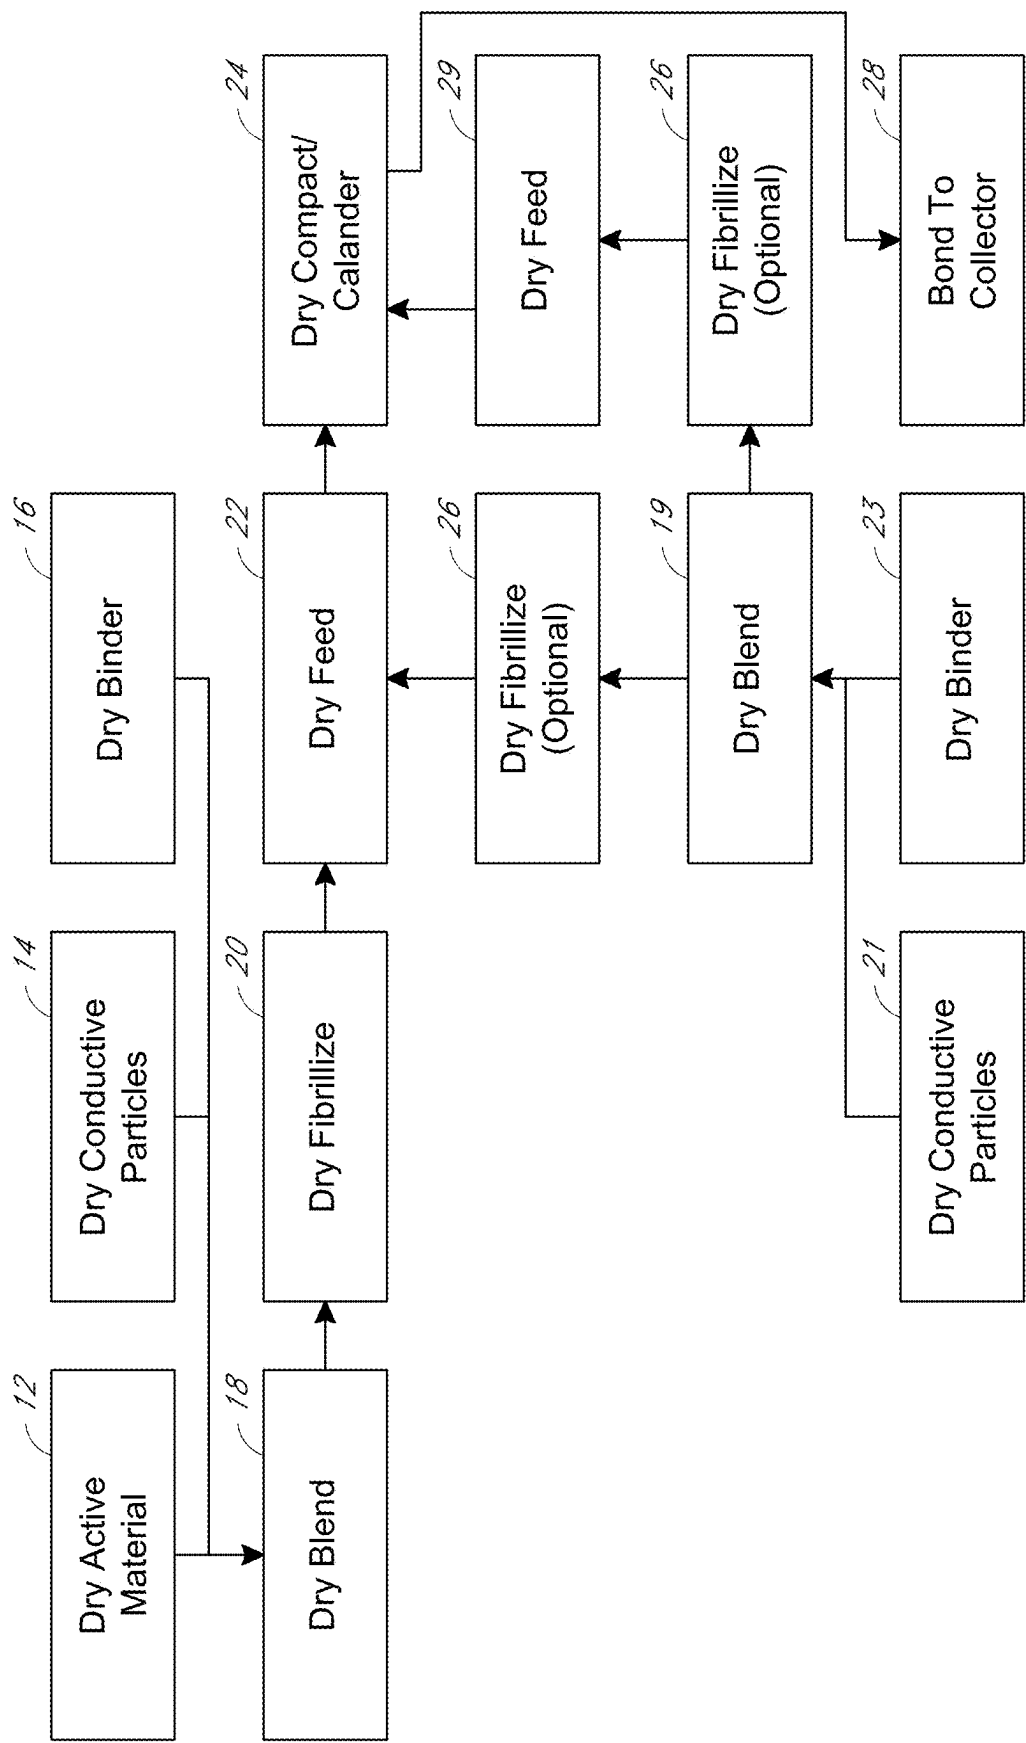 12
Dry Active
Material
14
Dry Conductive
Particles
16
Dry Binder
18
Dry Blend
20
Dry Fibrillize
22
Dry Feed
24
Dry Compact/
Calander
26
Dry Fibrillize
(Optional)
29
Dry Feed
19
Dry Blend
26
Dry Fibrillize
(Optional)
21
Dry Conductive
Particles
23
Dry Binder
28
Bond To
Collector